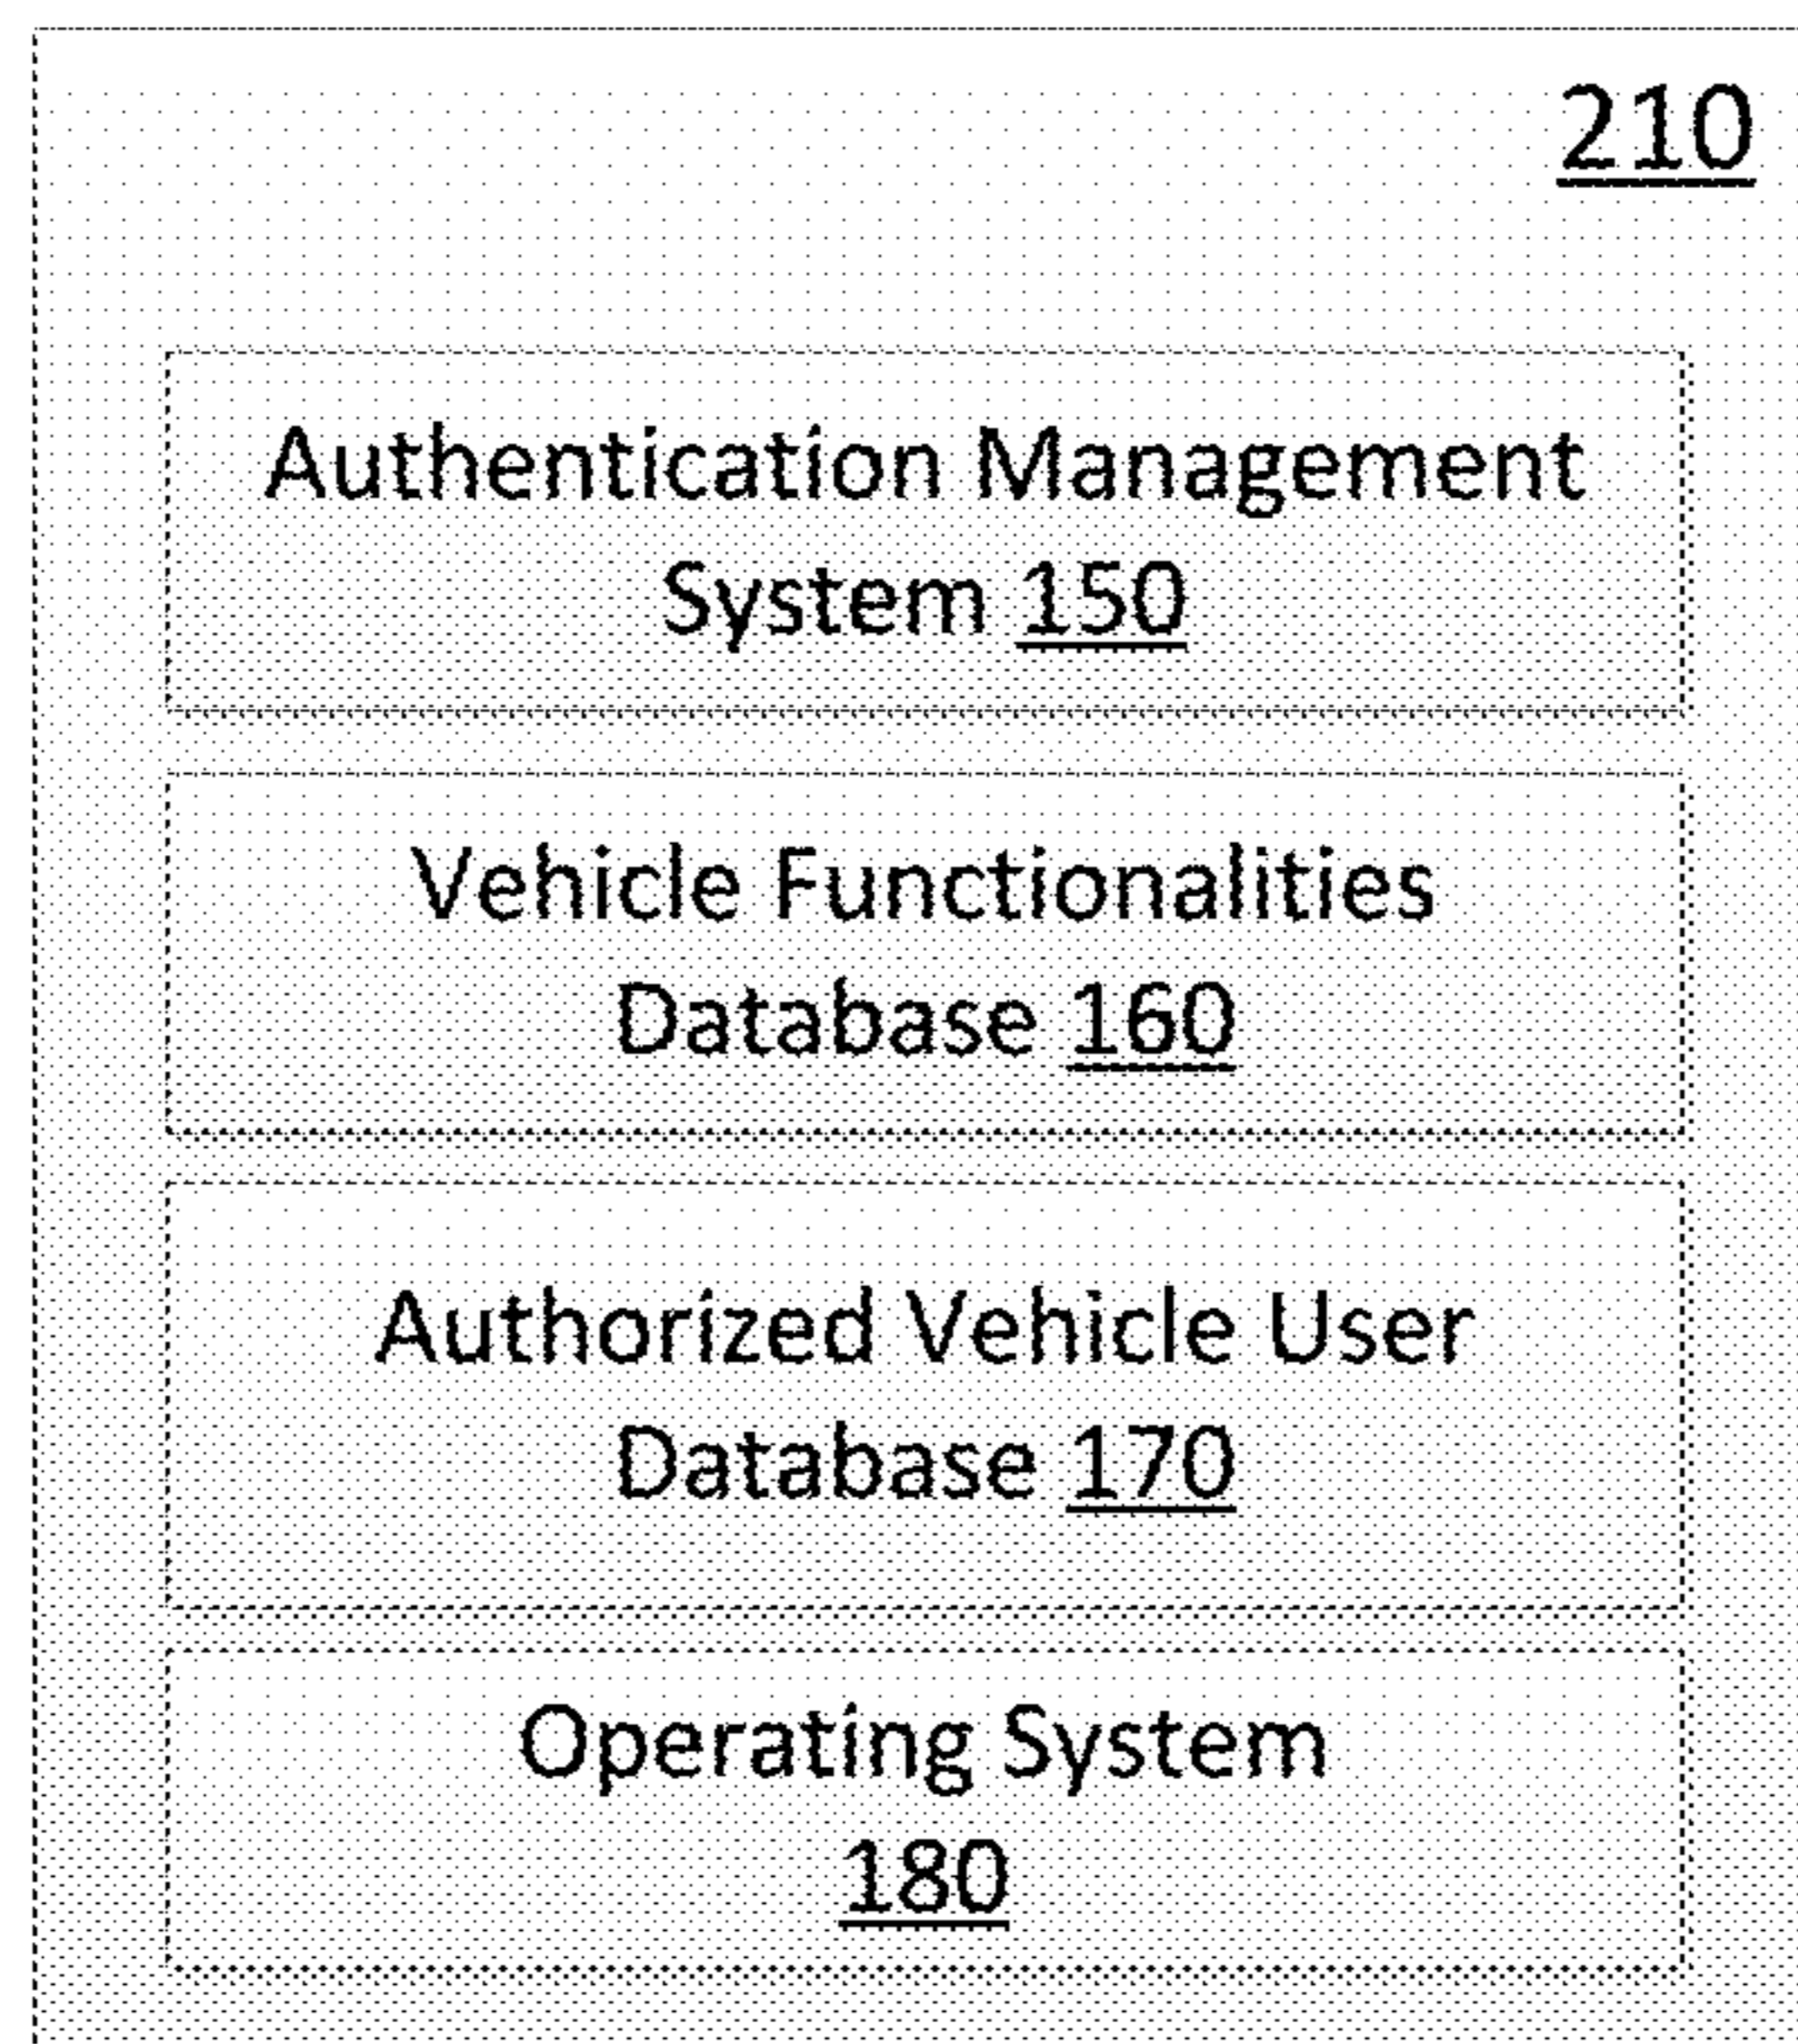 210
Authentication Management
System 150
Vehicle Functionalities
Database 160
Authorized Vehicle User
Database 170
Operating System
180